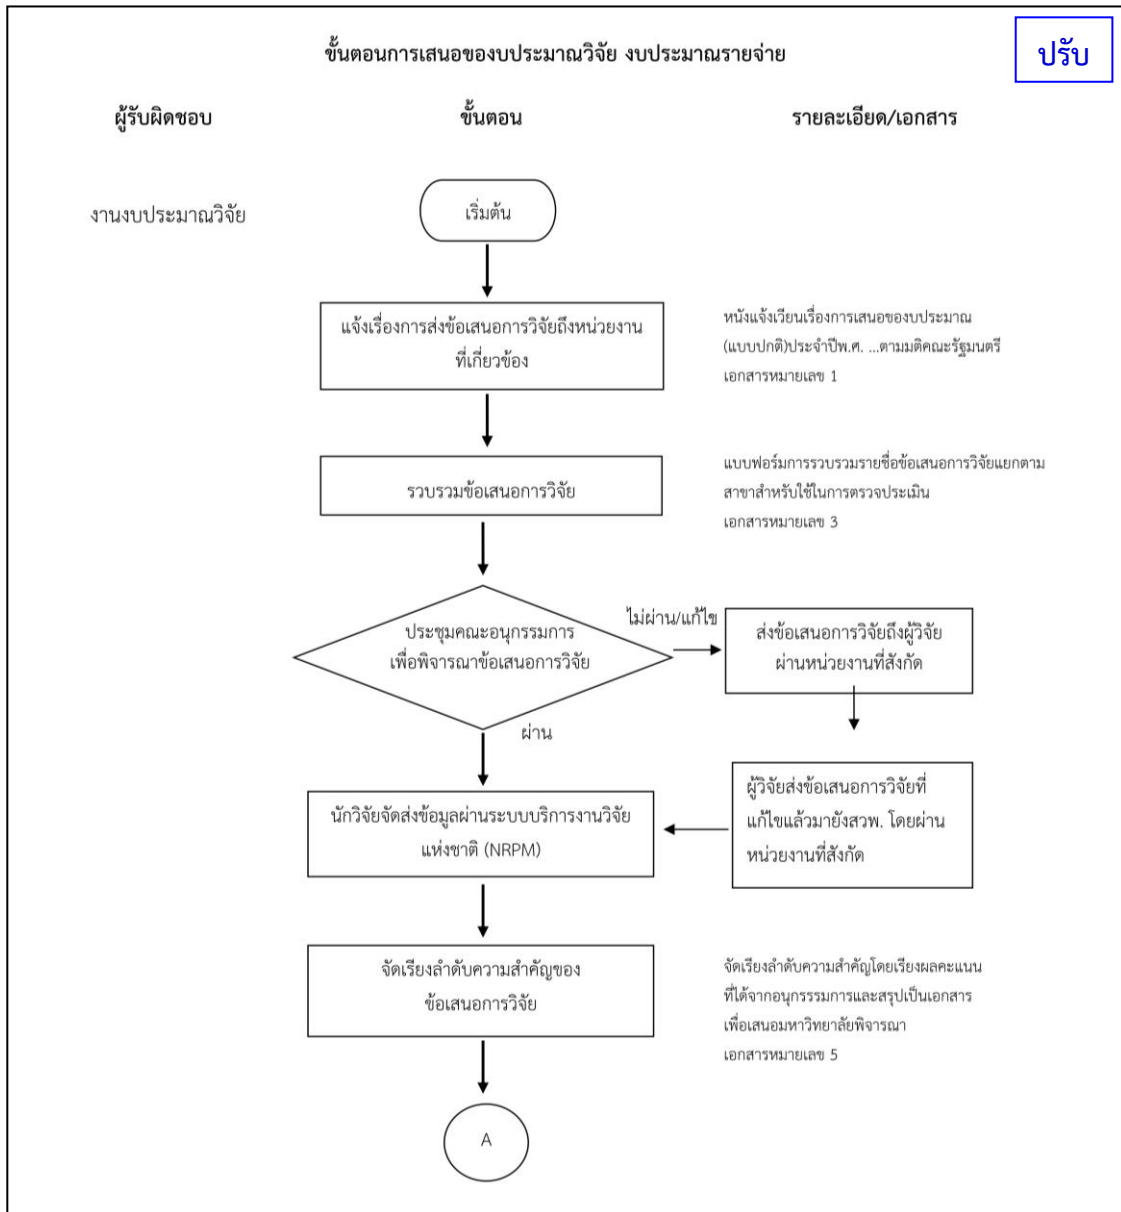 ขั้นตอนการเสนอของบประมาณวิจัย งบประมาณรายจ่าย
ปรับ
ผู้รับผิดชอบ
ขั้นตอน
รายละเอียด/เอกสาร
งานงบประมาณวิจัย
เริ่มต้น
แจ้งเรื่องการส่งข้อเสนอการวิจัยถึงหน่วยงาน
ที่เกี่ยวข้อง
หนังแจ้งเวียนเรื่องการเสนอของบประมาณ
(แบบปกติ)ประจำปีพ.ศ. ...ตามมติคณะรัฐมนตรี
เอกสารหมายเลข 1
รวบรวมข้อเสนอการวิจัย
แบบฟอร์มการรวบรวมรายชื่อข้อเสนอการวิจัยแยกตาม
สาขาสำหรับใช้ในการตรวจประเมิน
เอกสารหมายเลข 3
ประชุมคณะอนุกรรมการ
เพื่อพิจารณาข้อเสนอการวิจัย
ไม่ผ่าน/แก้ไข
ส่งข้อเสนอการวิจัยถึงผู้วิจัย
ผ่านหน่วยงานที่สังกัด
ผ่าน
ผู้วิจัยส่งข้อเสนอการวิจัยที่
แก้ไขแล้วมายังสวพ. โดยผ่าน
หน่วยงานที่สังกัด
นักวิจัยจัดส่งข้อมูลผ่านระบบบริการงานวิจัย
แห่งชาติ (NRPM)
จัดเรียงลำดับความสำคัญของ
ข้อเสนอการวิจัย
จัดเรียงลำดับความสำคัญโดยเรียงผลคะแนน
ที่ได้จากอนุกรรรมการและสรุปเป็นเอกสาร
เพื่อเสนอมหาวิทยาลัยพิจารณา
เอกสารหมายเลข 5
A